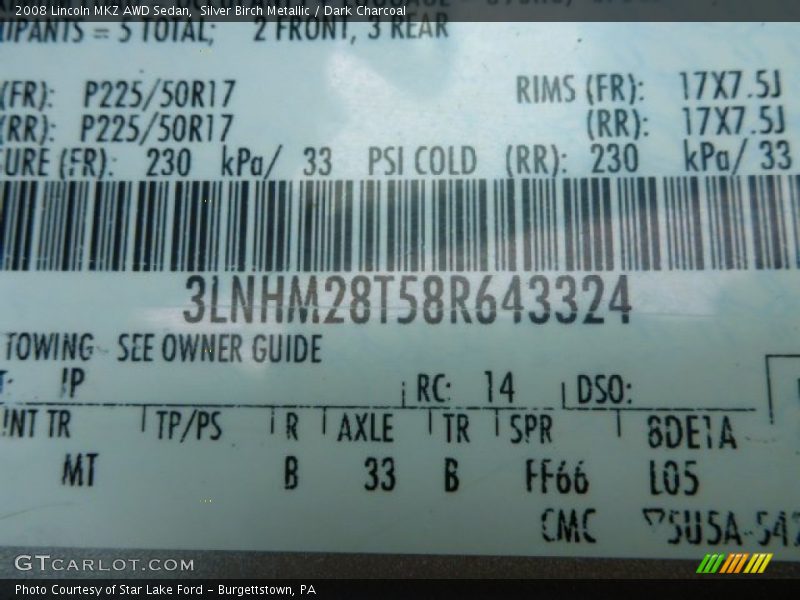 2008 Lincoln MKZ AWD Sedan,  Silver Birch Metallic / Dark Charcoal
IPANTS = 5 TOTAL;  2 FRONT, 3 REAR
(FR): P225/50R17 RIMS (FR): 17X7.5J
(RR): P225/50R17 (RR): 17X7.5J
URE (FR): 230 kPa/ 33 PSI COLD (RR): 230 kPa/ 33
3LNHM28T58R643324
TOWING SEE OWNER GUIDE
IP RC: 14 DSO:
INT TR TP/PS R AXLE TR SPR 8DE1A
MT B 33 B FF66 L05
CMC 5U5A-547
GTCARLOT.COM
Photo Courtesy of Star Lake Ford - Burgettstown, PA